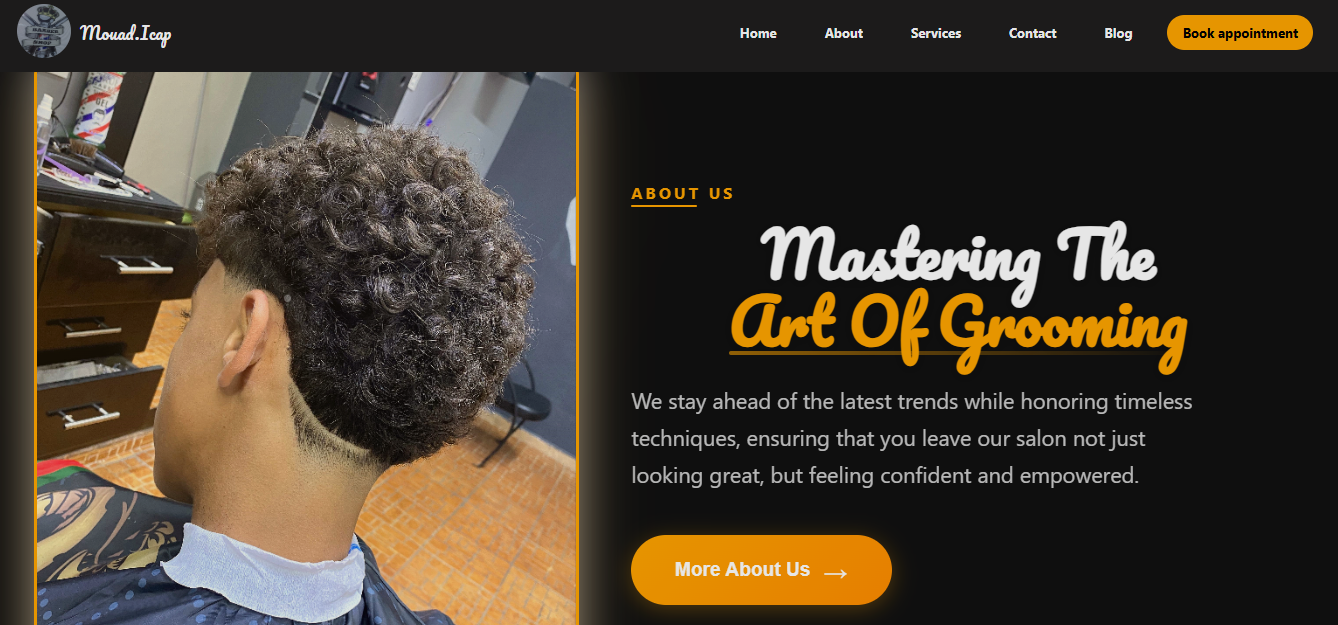 Mouad.Icap
Home
About
Services
Contact
Blog
Book appointment
ABOUT US
Mastering The
Art Of Grooming
We stay ahead of the latest trends while honoring timeless
techniques, ensuring that you leave our salon not just
looking great, but feeling confident and empowered.
More About Us →